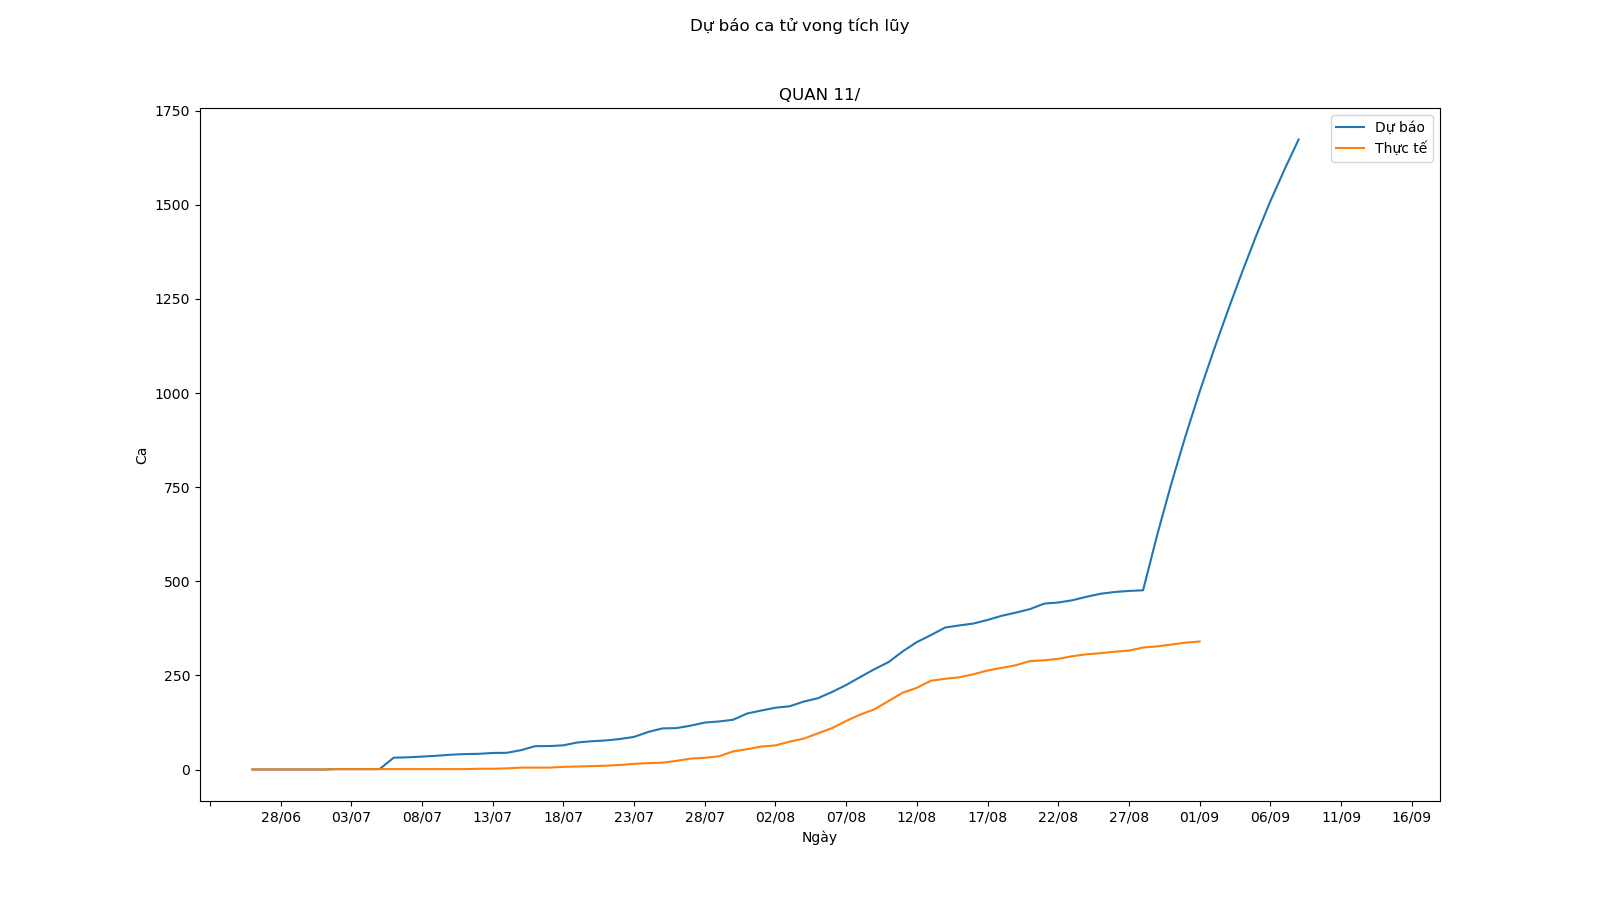 Dự báo ca tử vong tích lũy
QUAN 11/
1750
1500
1250
1000
750
500
250
0
Ca
Dự báo
Thực tế
28/06 03/07 08/07 13/07 18/07 23/07 28/07 02/08 07/08 12/08 17/08 22/08 27/08 01/09 06/09 11/09 16/09
Ngày